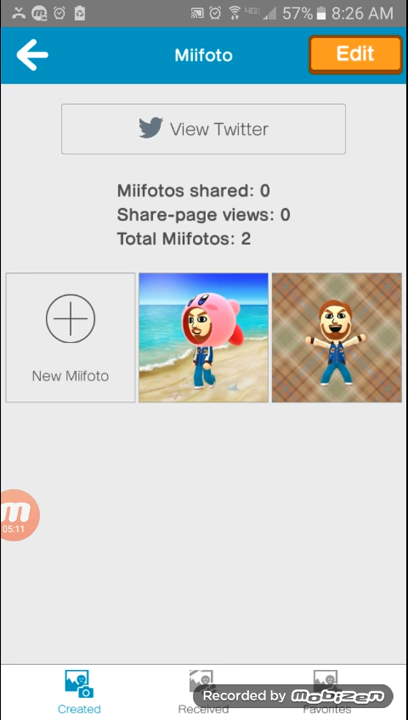 57% 8:26 AM
Miifoto
Edit
View Twitter
Miifotos shared: 0
Share-page views: 0
Total Miifotos: 2
New Miifoto
05:11
Created
Received
Favorites
Recorded by Mobizen